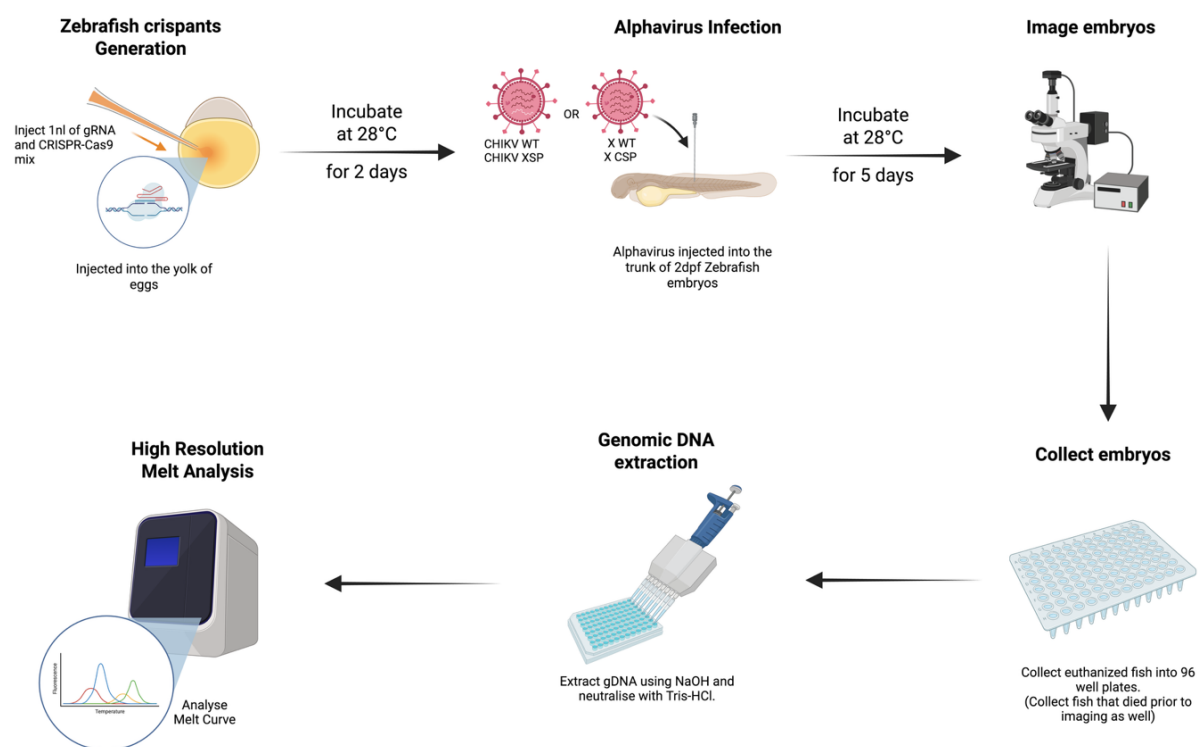 Zebrafish crispants
Generation
Inject 1nl of gRNA
and CRISPR-Cas9
mix
Injected into the yolk of
eggs
Incubate
at 28°C
for 2 days
Alphavirus Infection
CHIKV WT
CHIKV XSP
OR
X WT
X CSP
Alphavirus injected into the
trunk of 2dpf Zebrafish
embryos
Incubate
at 28°C
for 5 days
Image embryos
Collect embryos
Collect euthanized fish into 96
well plates.
(Collect fish that died prior to
imaging as well)
Genomic DNA
extraction
Extract gDNA using NaOH and
neutralise with Tris-HCl.
High Resolution
Melt Analysis
Fluorescence
Temperature
Analyse
Melt Curve